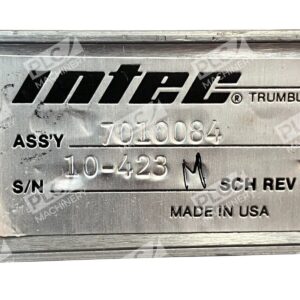 intec ® TRUMBU
ASS'Y 7010084
S/N 10-423 M SCH REV
MADE IN USA